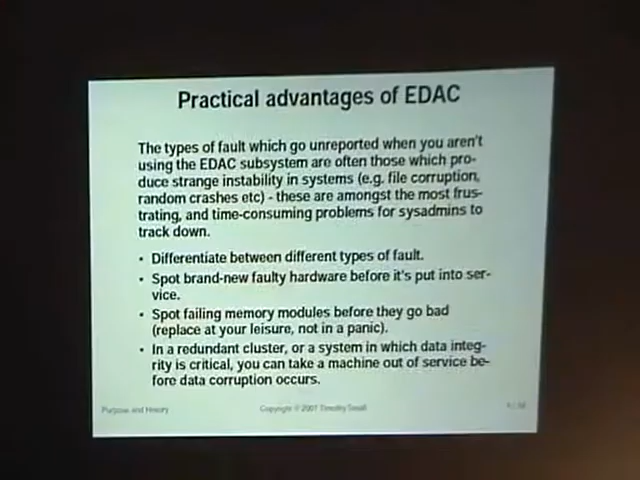 Practical advantages of EDAC
The types of fault which go unreported when you aren't
using the EDAC subsystem are often those which pro-
duce strange instability in systems (e.g. file corruption,
random crashes etc) - these are amongst the most frus-
trating, and time-consuming problems for sysadmins to
track down.
• Differentiate between different types of fault.
• Spot brand-new faulty hardware before it's put into ser-
vice.
• Spot failing memory modules before they go bad
(replace at your leisure, not in a panic).
• In a redundant cluster, or a system in which data integ-
rity is critical, you can take a machine out of service be-
fore data corruption occurs.
Purpose and History
Copyright © 2007 Timothy Small